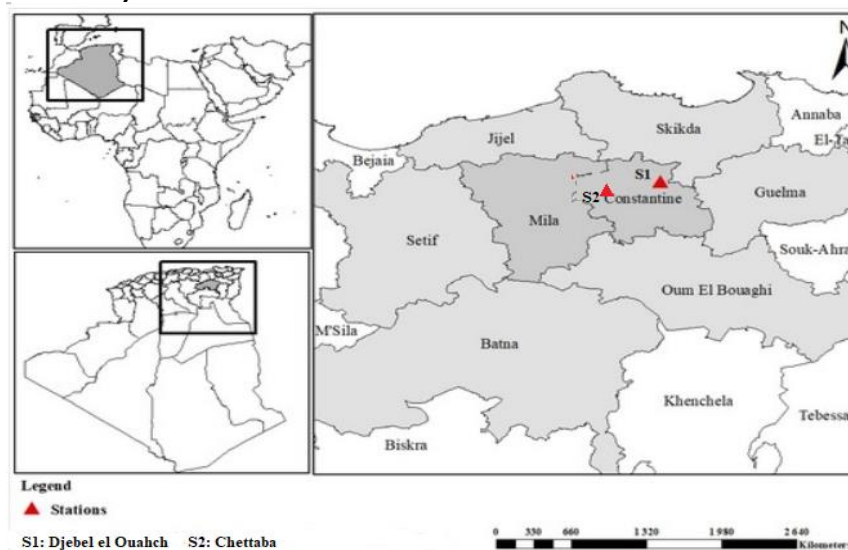 N
Annaba
Skikda
El-Ta
Jijel
Bejaia
S1
Guelma
S2
Constantine
Mila
Setif
Souk-Ahra
Oum El Bouaghi
M'Sila
Batna
Khenchela
Tebessa
Biskra
Legend
Stations
S1: Djebel el Ouahch S2: Chettaba
0 330 660 1 320 1 980 2 640
Kilometer